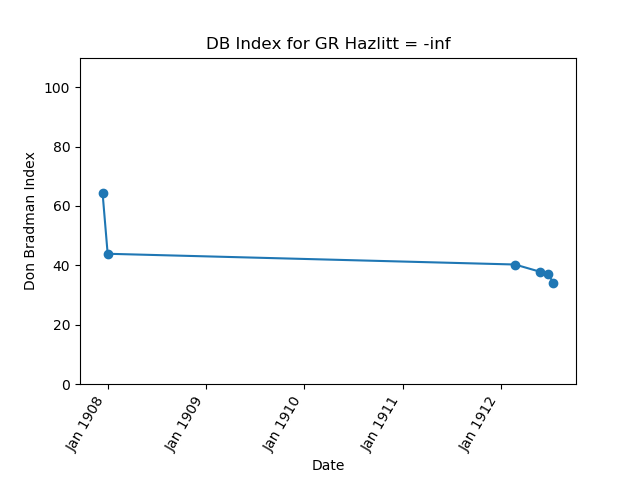 DB Index for GR Hazlitt = -inf
Don Bradman Index
100
80
60
40
20
0
Jan 1908
Jan 1909
Jan 1910
Jan 1911
Jan 1912
Date